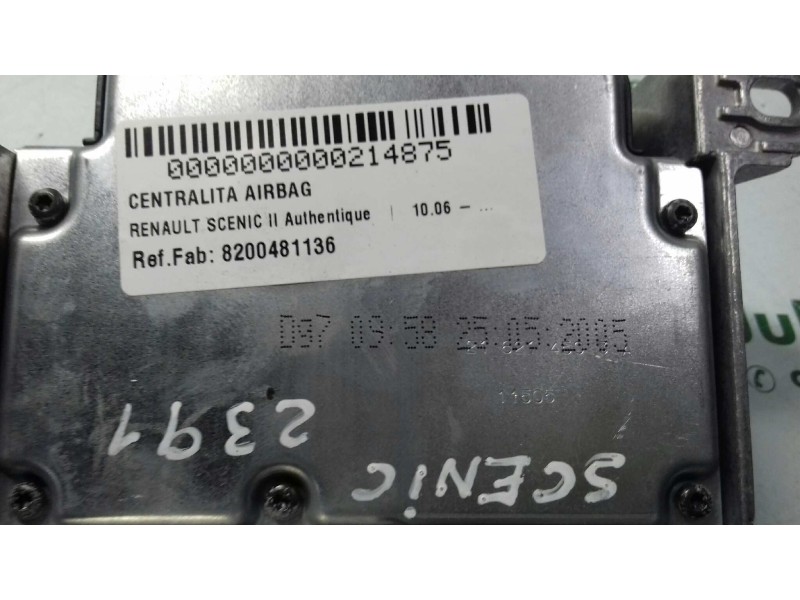 0000000000214875
CENTRALITA AIRBAG
RENAULT SCENIC II Authentique | 10.06 – ...
Ref.Fab: 8200481136
D97 09:58 25:05:2005
2391
SCENIC